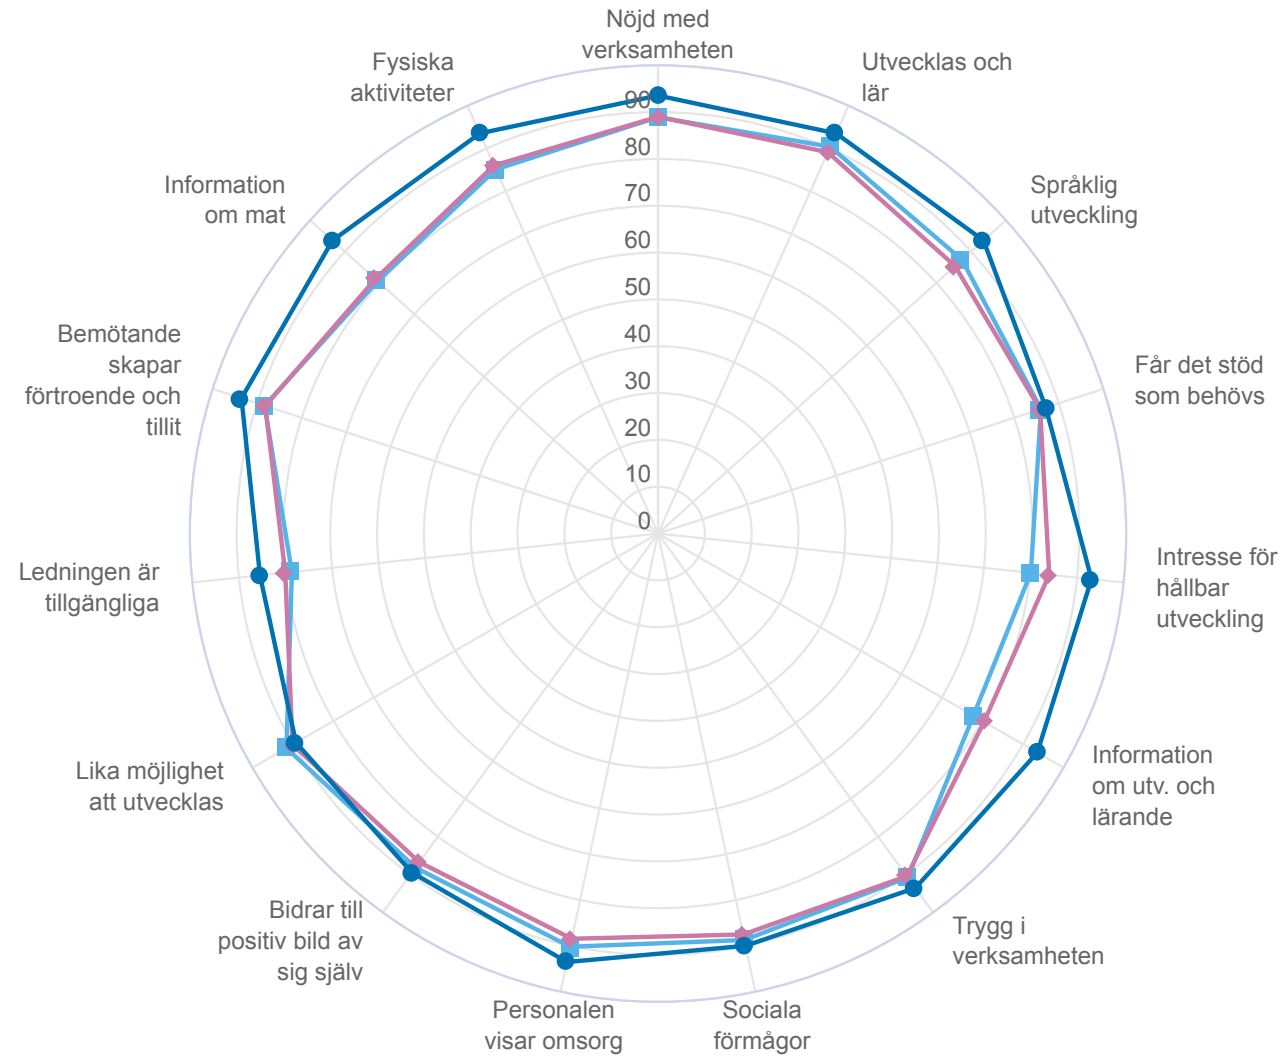 Nöjd med
verksamheten
Utvecklas och
lär
Språklig
utveckling
Får det stöd
som behövs
Intresse för
hållbar
utveckling
Information
om utv. och
lärande
Trygg i
verksamheten
Sociala
förmågor
Personalen
visar omsorg
Bidrar till
positiv bild av
sig själv
Lika möjlighet
att utvecklas
Ledningen är
tillgängliga
Bemötande
skapar
förtroende och
tillit
Information
om mat
Fysiska
aktiviteter
90
80
70
60
50
40
30
20
10
0